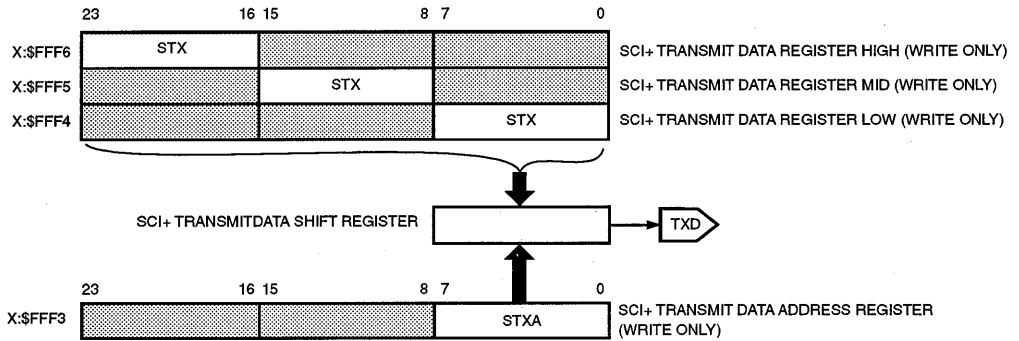 23 16 15 8 7 0
X:$FFF6 STX SCI+ TRANSMIT DATA REGISTER HIGH (WRITE ONLY)
X:$FFF5 STX SCI+ TRANSMIT DATA REGISTER MID (WRITE ONLY)
X:$FFF4 STX SCI+ TRANSMIT DATA REGISTER LOW (WRITE ONLY)
SCI+ TRANSMITDATA SHIFT REGISTER TXD
23 16 15 8 7 0
X:$FFF3 STXA SCI+ TRANSMIT DATA ADDRESS REGISTER
(WRITE ONLY)